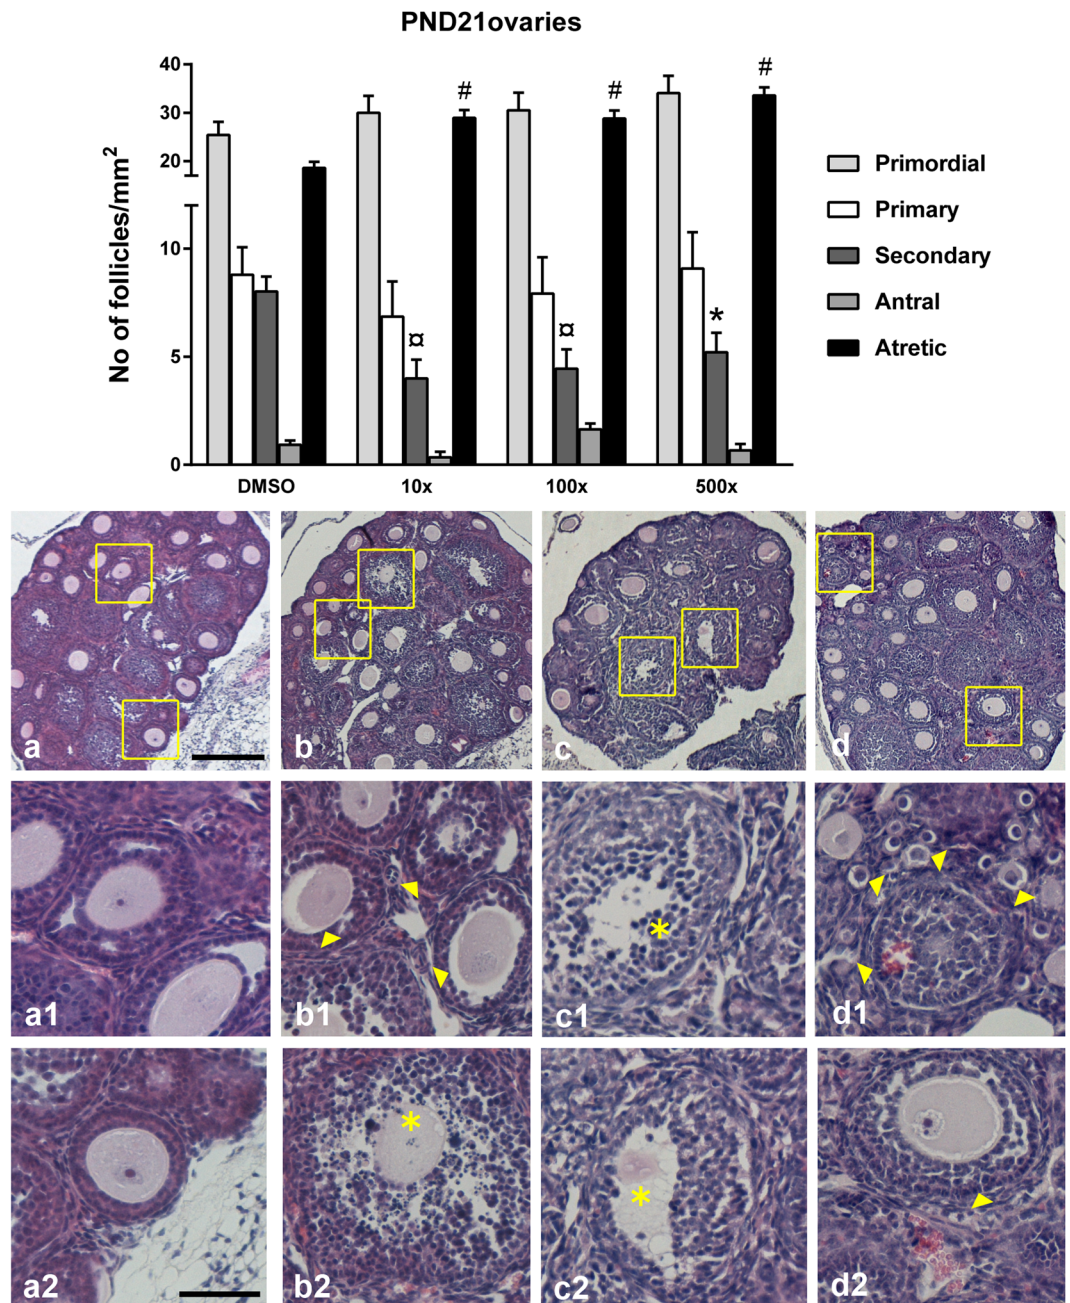 PND21ovaries
No of follicles/mm2
40
30
20
10
5
0
# # #
¤ ¤ *
DMSO 10x 100x 500x
Primordial
Primary
Secondary
Antral
Atretic
a b c d
a1 b1 c1 d1
* 
a2 b2 c2 d2
* *